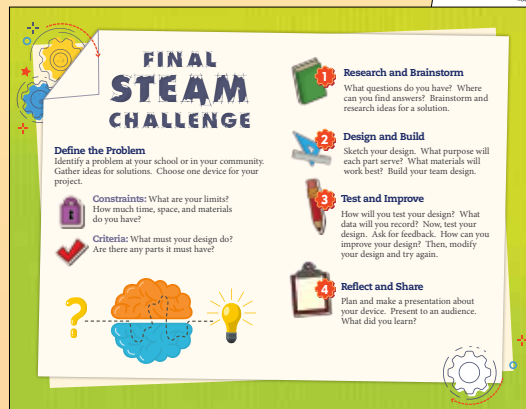 FINAL
STEAM
CHALLENGE
Define the Problem
Identify a problem at your school or in your community.
Gather ideas for solutions. Choose one device for your
project.
Constraints: What are your limits?
How much time, space, and materials
do you have?
Criteria: What must your design do?
Are there any parts it must have?
?
1
Research and Brainstorm
What questions do you have? Where
can you find answers? Brainstorm and
research ideas for a solution.
2
Design and Build
Sketch your design. What purpose will
each part serve? What materials will
work best? Build your team design.
3
Test and Improve
How will you test your design? What
data will you record? Now, test your
design. Ask for feedback. How can you
improve your design? Then, modify
your design and try again.
4
Reflect and Share
Plan and make a presentation about
your device. Present to an audience.
What did you learn?